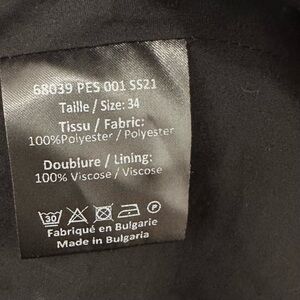 68039 PES 001 SS21
Taille / Size: 34
Tissu / Fabric:
100%Polyester / Polyester
Doublure / Lining:
100% Viscose / Viscose
30 P
Fabriqué en Bulgarie
Made in Bulgaria